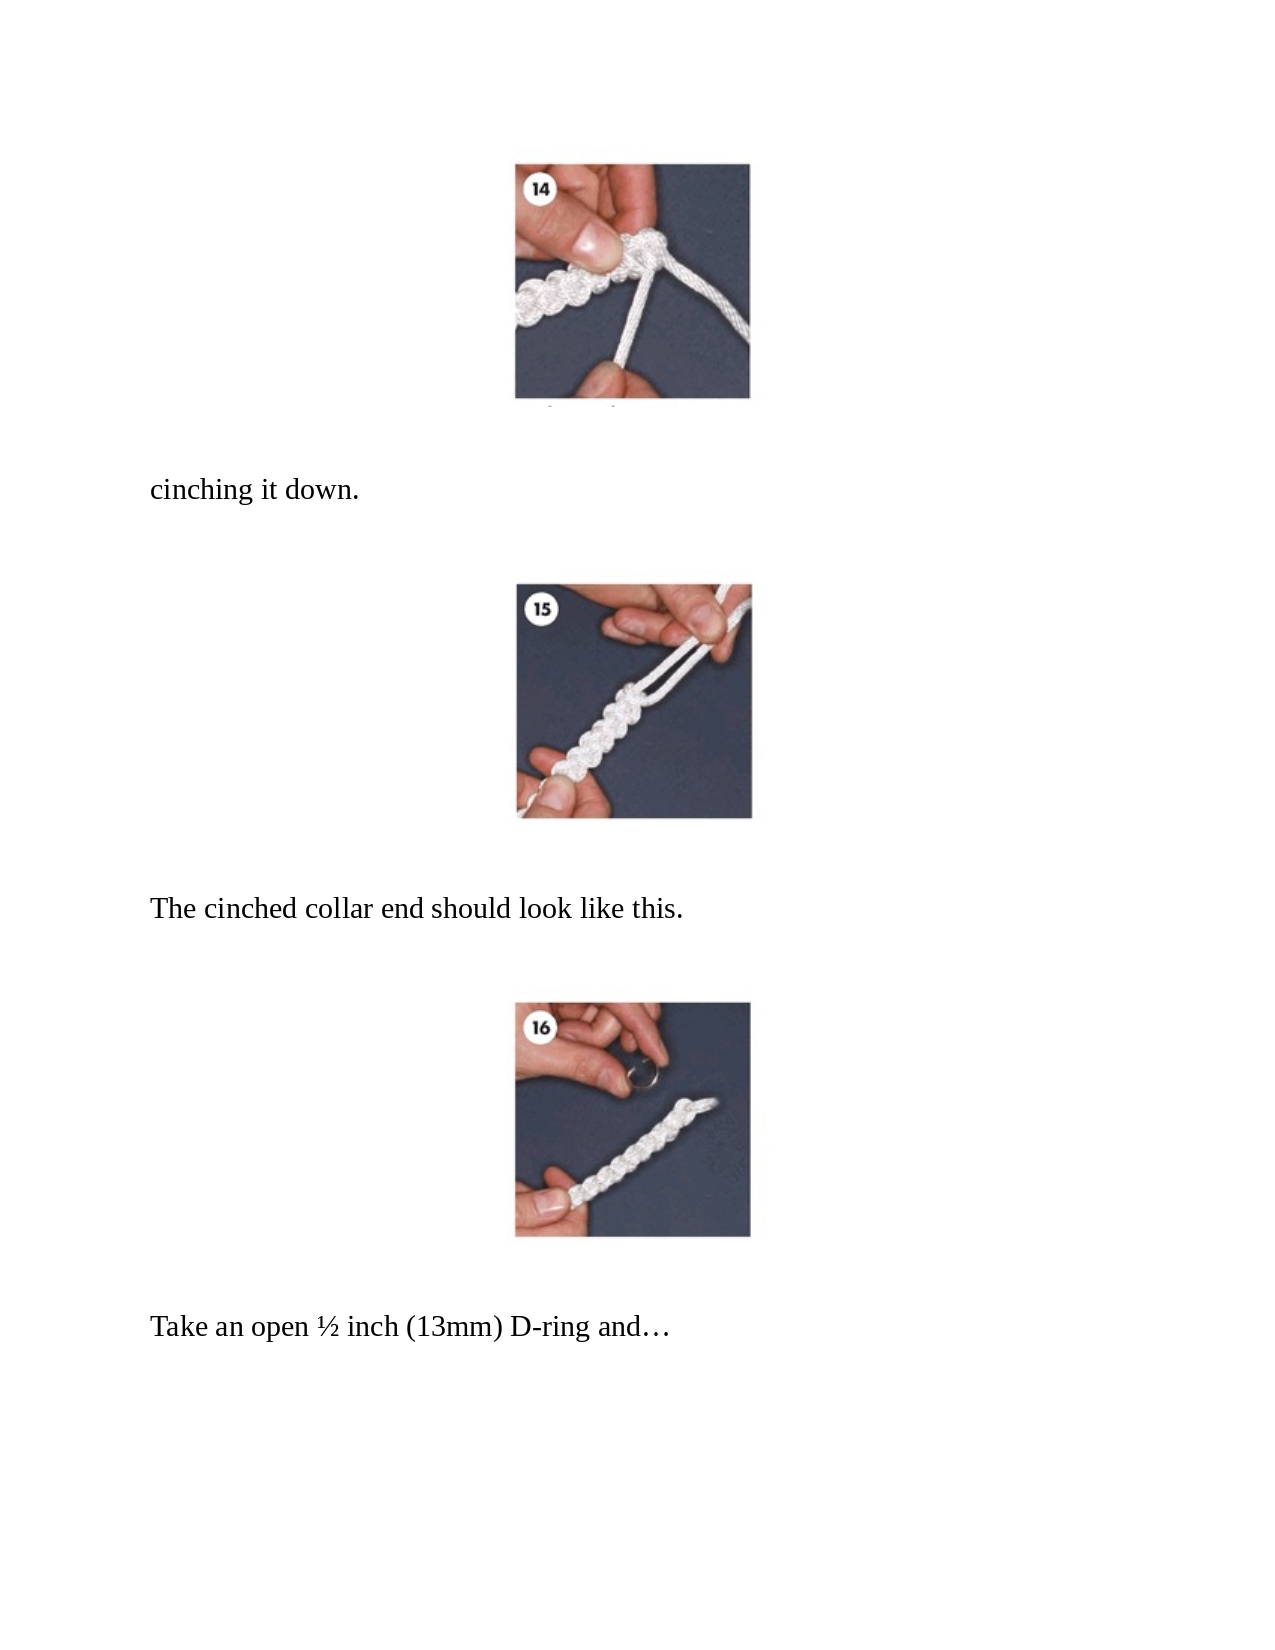 14
cinching it down.
15
The cinched collar end should look like this.
16
Take an open ½ inch (13mm) D-ring and…